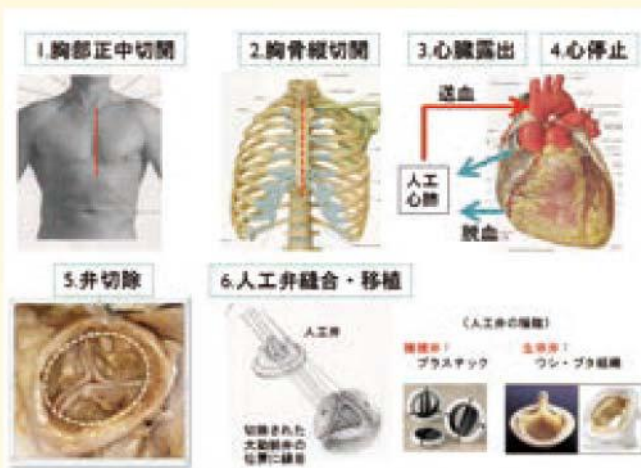 1.胸部正中切開
2.胸骨縦切開
3.心臓露出
4.心停止
送血
人工
心肺
脱血
5.弁切除
6.人工弁縫合・移植
人工弁
切除された
大動脈弁の
位置に縫着
(人工弁の種類)
機械弁：
プラスチック
生体弁：
ウシ・ブタ組織